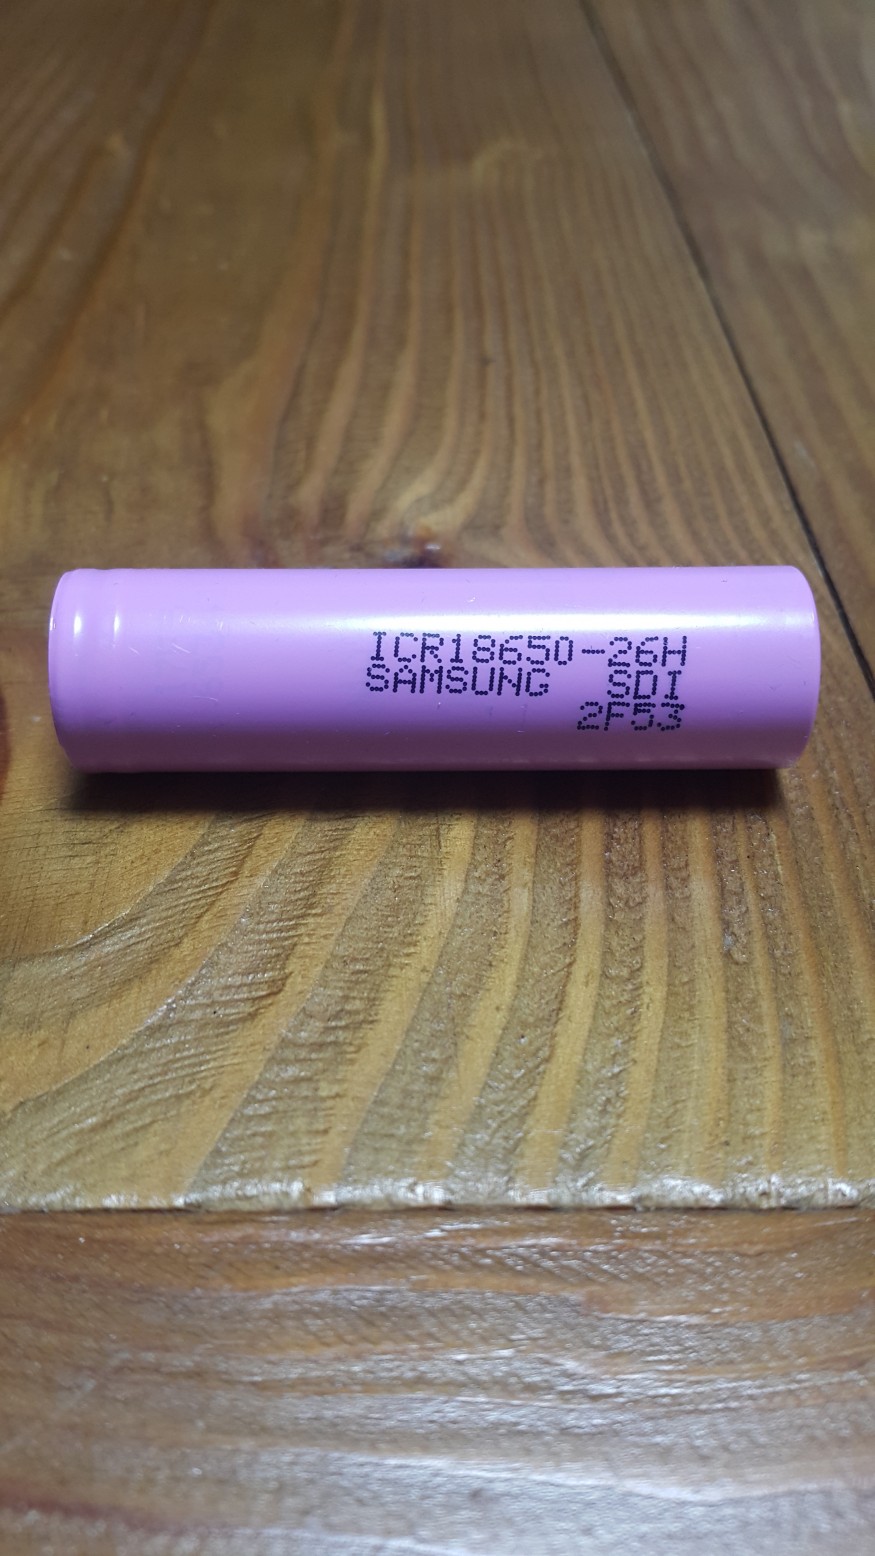 ICR18650-26H
SAMSUNG SDI
2F53